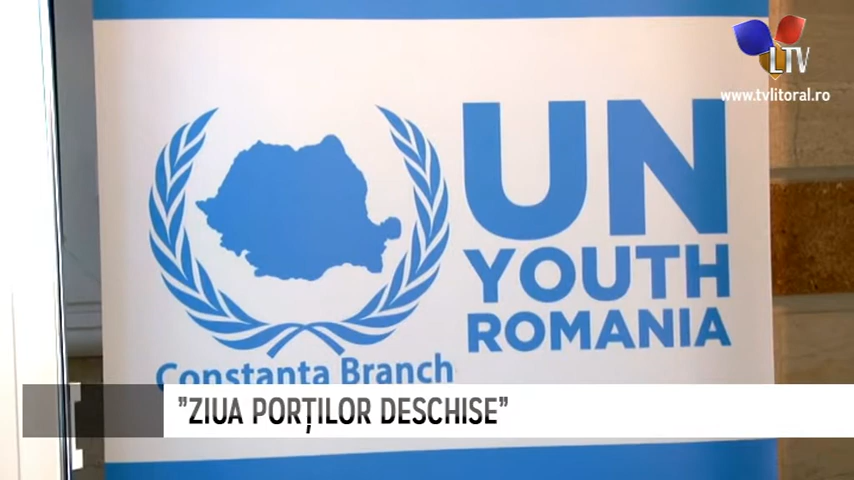 LTV
www.tvlitoral.ro
UN
YOUTH
ROMANIA
Constanta Branch
”ZIUA PORȚILOR DESCHISE”